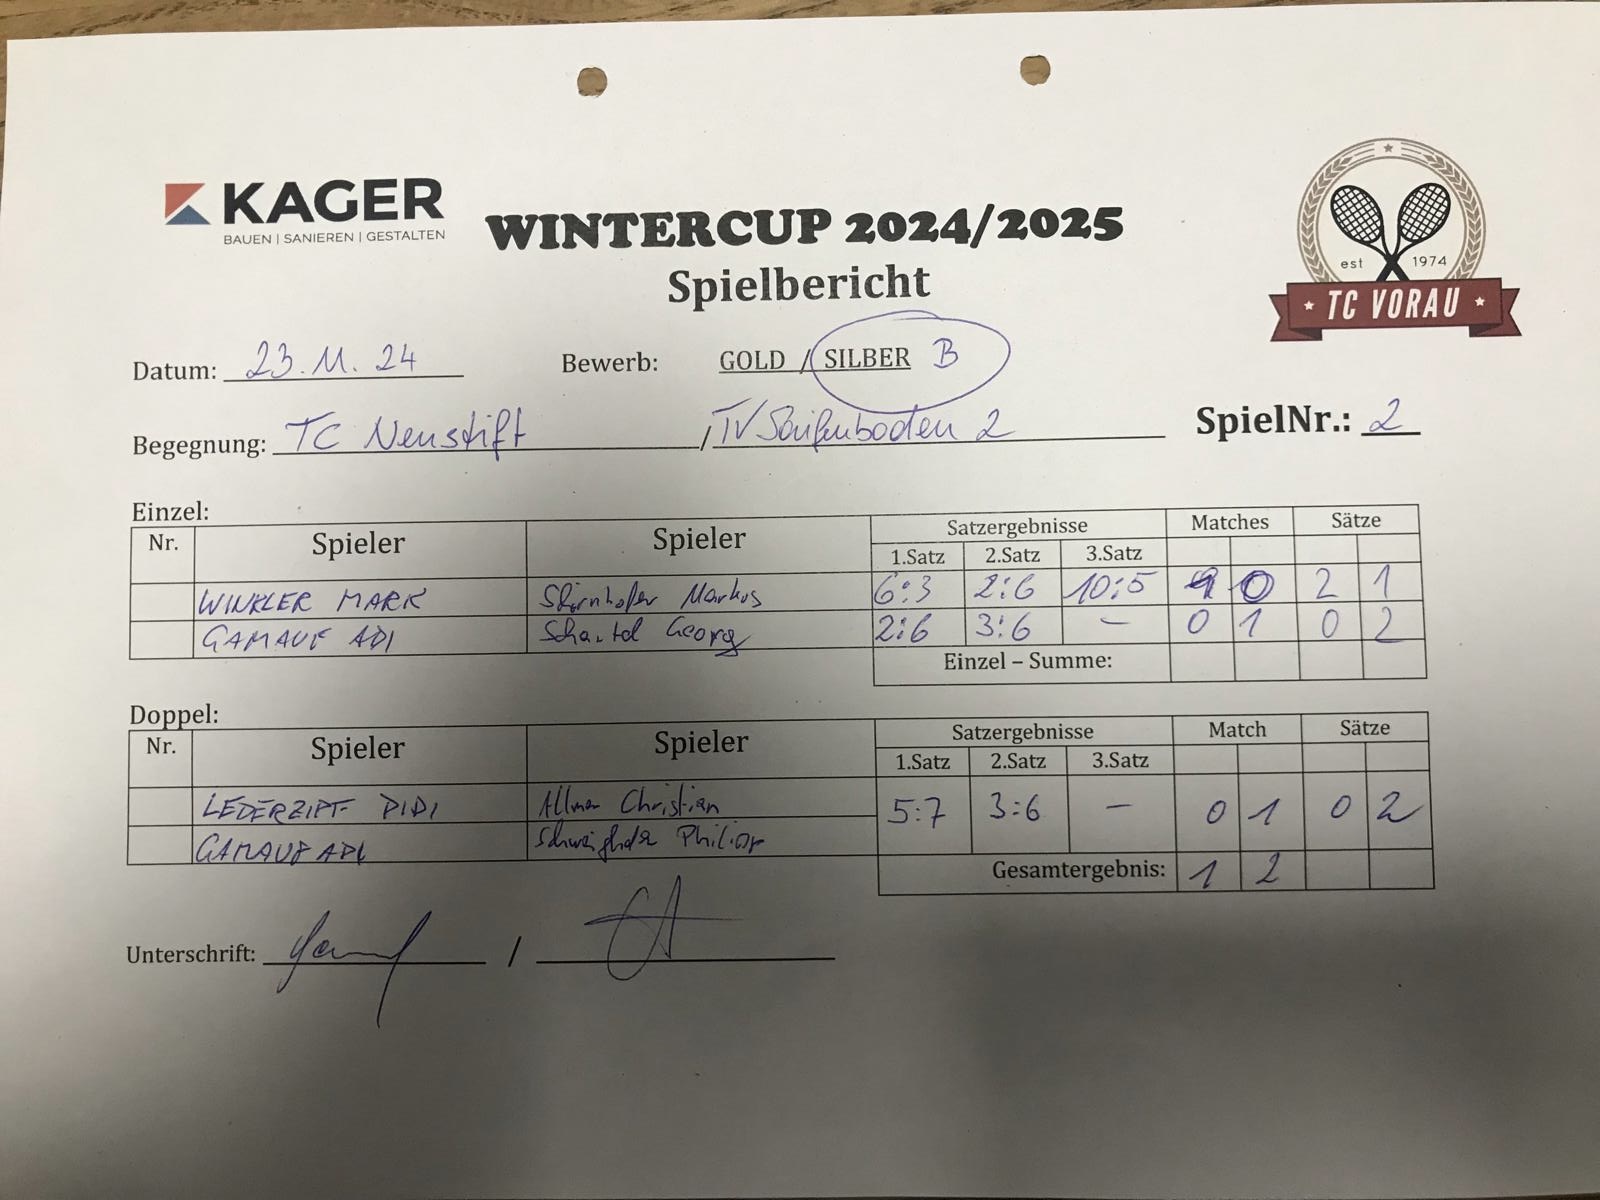 KAGER
BAUEN | SANIEREN | GESTALTEN
WINTERCUP 2024/2025
Spielbericht
est 1974
TC VORAU
Datum: 23.11.24 Bewerb: GOLD / SILBER B
Begegnung: TC Neustift / TV 2 SpielNr.: 2
Einzel:
Nr. Spieler Spieler Satzergebnisse Matches Sätze
1.Satz 2.Satz 3.Satz
WINKLER MARK Markus 6:3 2:6 10:5 1 0 2 1
GAMAUF ADI Georg 2:6 3:6 – 0 1 0 2
Einzel – Summe:
Doppel:
Nr. Spieler Spieler Satzergebnisse Match Sätze
1.Satz 2.Satz 3.Satz
LEDERZIPF DIDI Christian 5:7 3:6 – 0 1 0 2
GAMAUF ADI Philipp
Gesamtergebnis: 1 2
Unterschrift: /